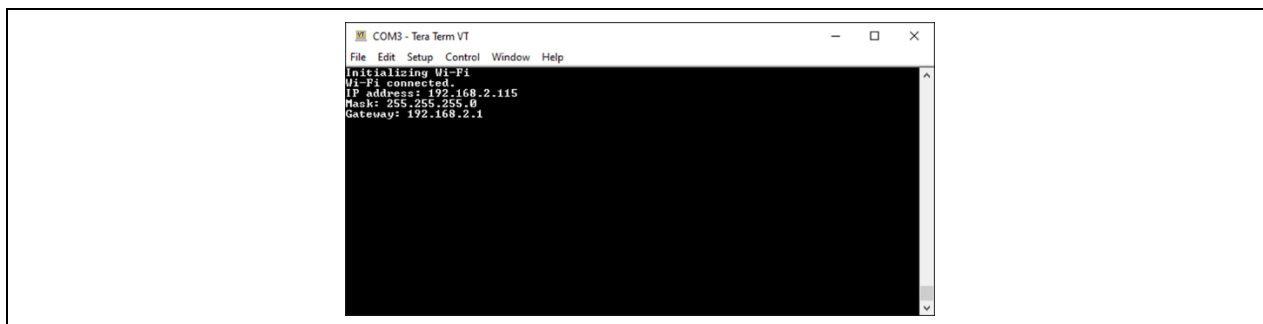 COM3 - Tera Term VT
File Edit Setup Control Window Help
Initializing Wi-Fi
Wi-Fi connected.
IP address: 192.168.2.115
Mask: 255.255.255.0
Gateway: 192.168.2.1